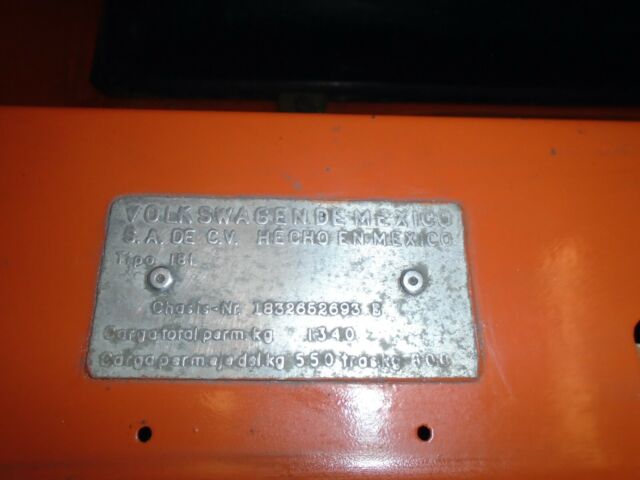 VOLKSWAGEN DE MEXICO
S. A. DE C.V. HECHO EN MEXICO
Tipo 181
Chasis-Nr. 1832652693 B
Carga total perm. kg 1340
Carga perm eje del kg 550 tras kg 800